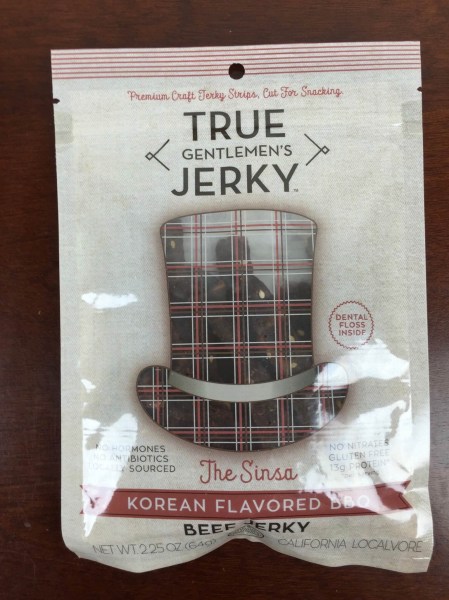 Premium Craft Jerky Strips, Cut For Snacking
TRUE
GENTLEMEN'S
JERKY™
DENTAL
FLOSS
INSIDE
NO HORMONES
NO ANTIBIOTICS
SOURCED
NO NITRATES
GLUTEN FREE
13g PROTEIN
The Sinsa
KOREAN FLAVORED BBQ
BEEF JERKY
NET WT. 2.25 OZ (64g)
CALIFORNIA LOCALVORE